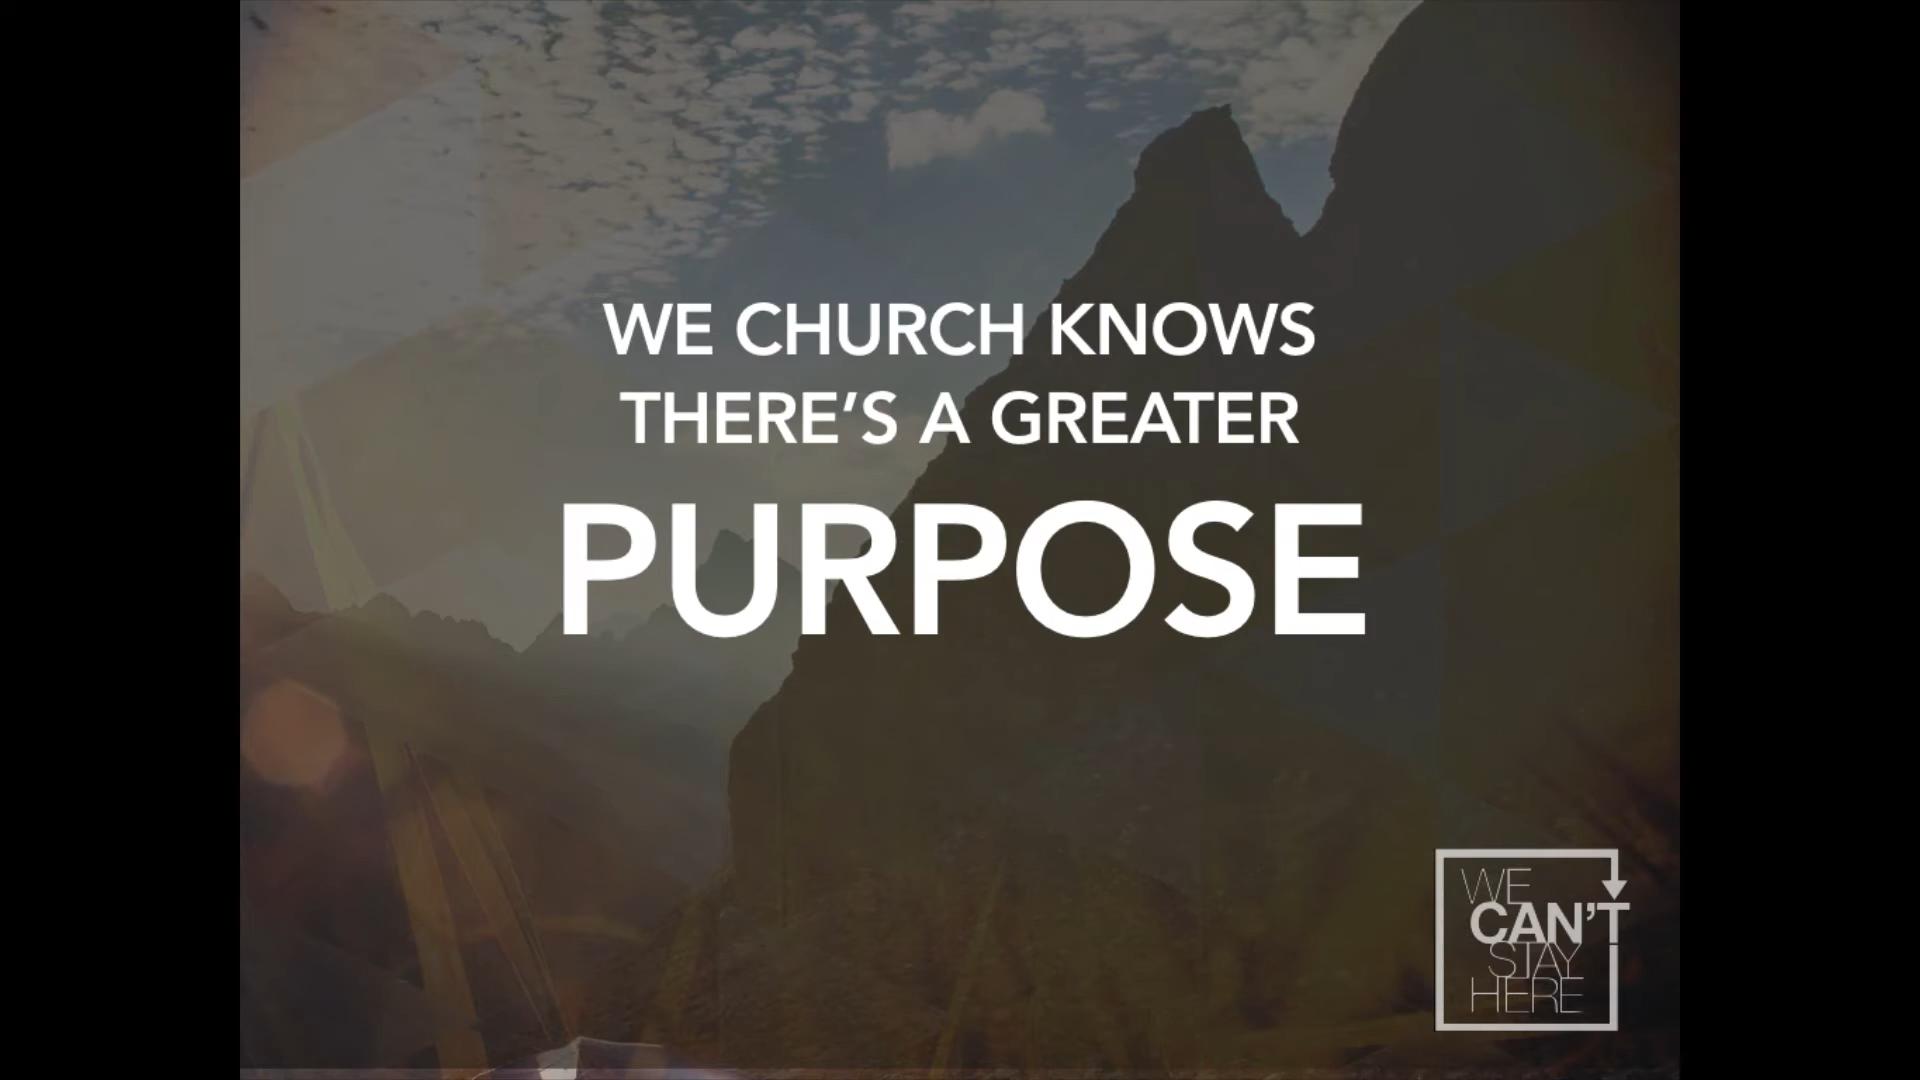 WE CHURCH KNOWS
THERE'S A GREATER
PURPOSE
WE
CAN'T
STAY
HERE